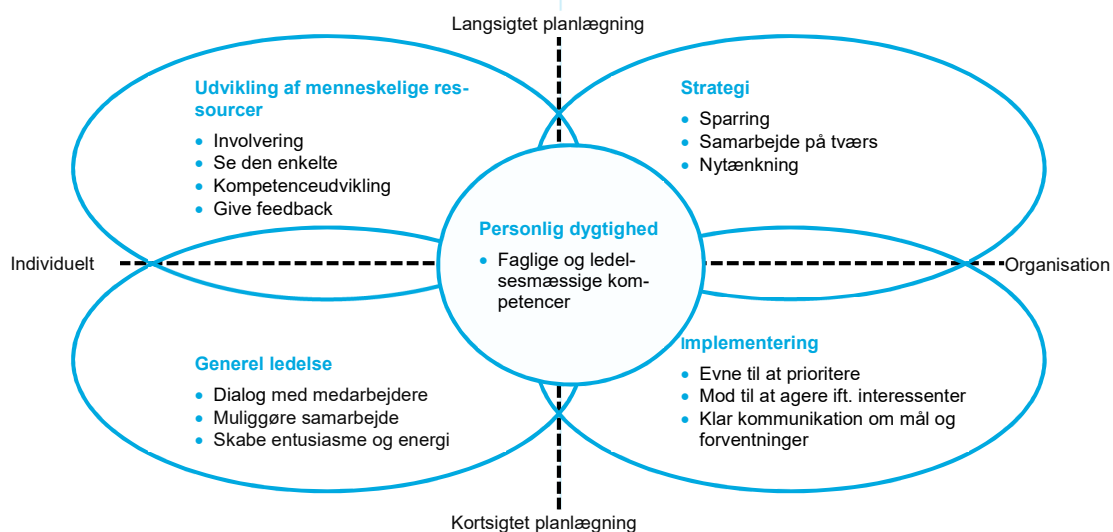 Langsigtet planlægning
Udvikling af menneskelige res-
sourcer
• Involvering
• Se den enkelte
• Kompetenceudvikling
• Give feedback
Strategi
• Sparring
• Samarbejde på tværs
• Nytænkning
Personlig dygtighed
• Faglige og ledel-
sesmæssige kom-
petencer
Individuelt
Organisation
Generel ledelse
• Dialog med medarbejdere
• Muliggøre samarbejde
• Skabe entusiasme og energi
Implementering
• Evne til at prioritere
• Mod til at agere ift. interessenter
• Klar kommunikation om mål og
forventninger
Kortsigtet planlægning